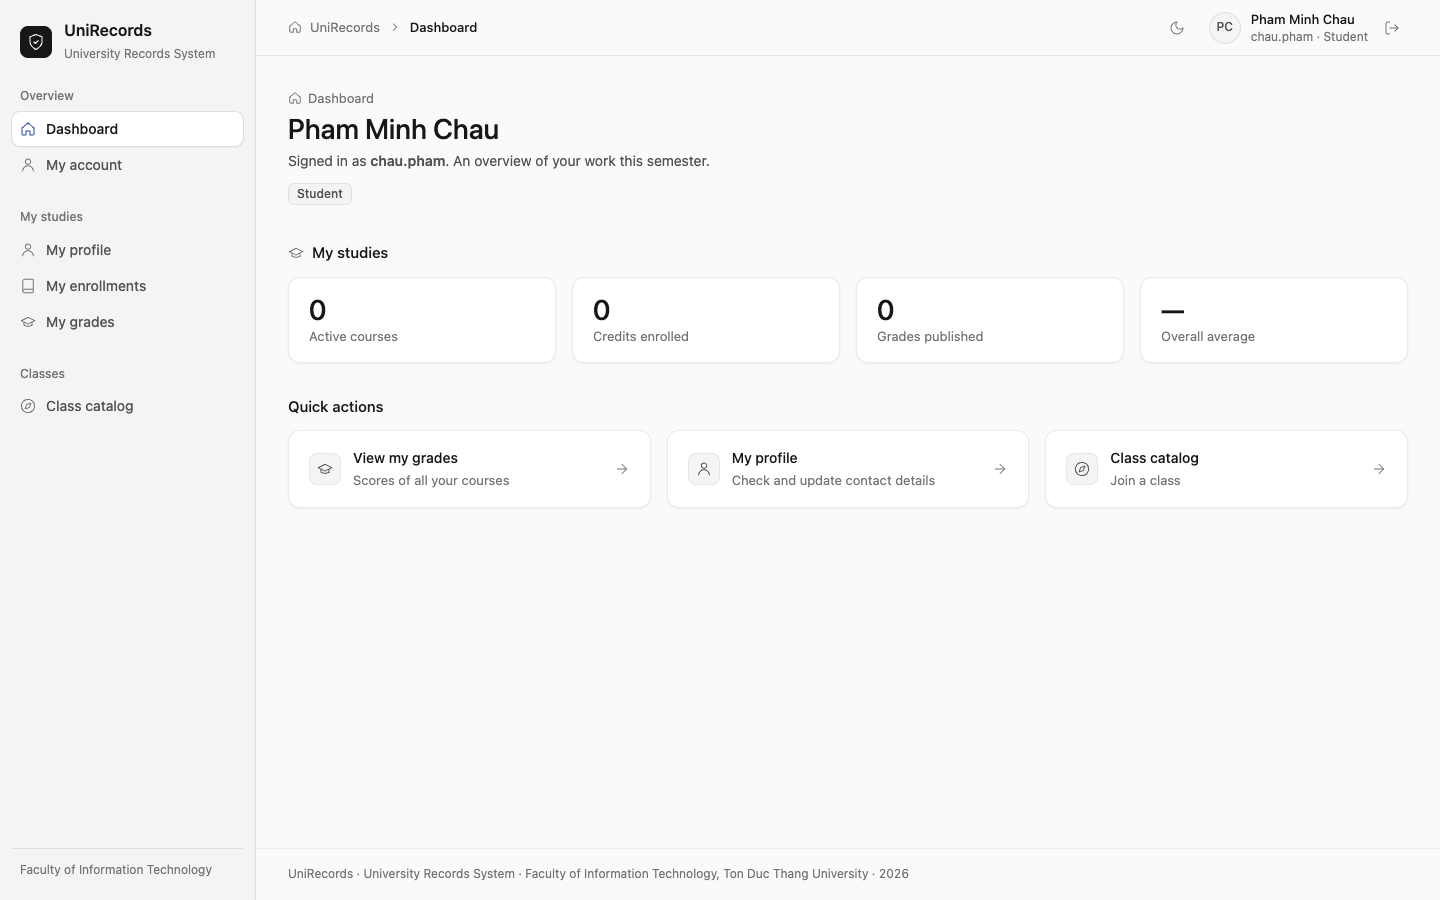 UniRecords
University Records System
Overview
Dashboard
My account
My studies
My profile
My enrollments
My grades
Classes
Class catalog
Faculty of Information Technology
UniRecords > Dashboard
PC
Pham Minh Chau
chau.pham · Student
Dashboard
Pham Minh Chau
Signed in as chau.pham. An overview of your work this semester.
Student
My studies
0
Active courses
0
Credits enrolled
0
Grades published
—
Overall average
Quick actions
View my grades
Scores of all your courses
My profile
Check and update contact details
Class catalog
Join a class
UniRecords · University Records System · Faculty of Information Technology, Ton Duc Thang University · 2026